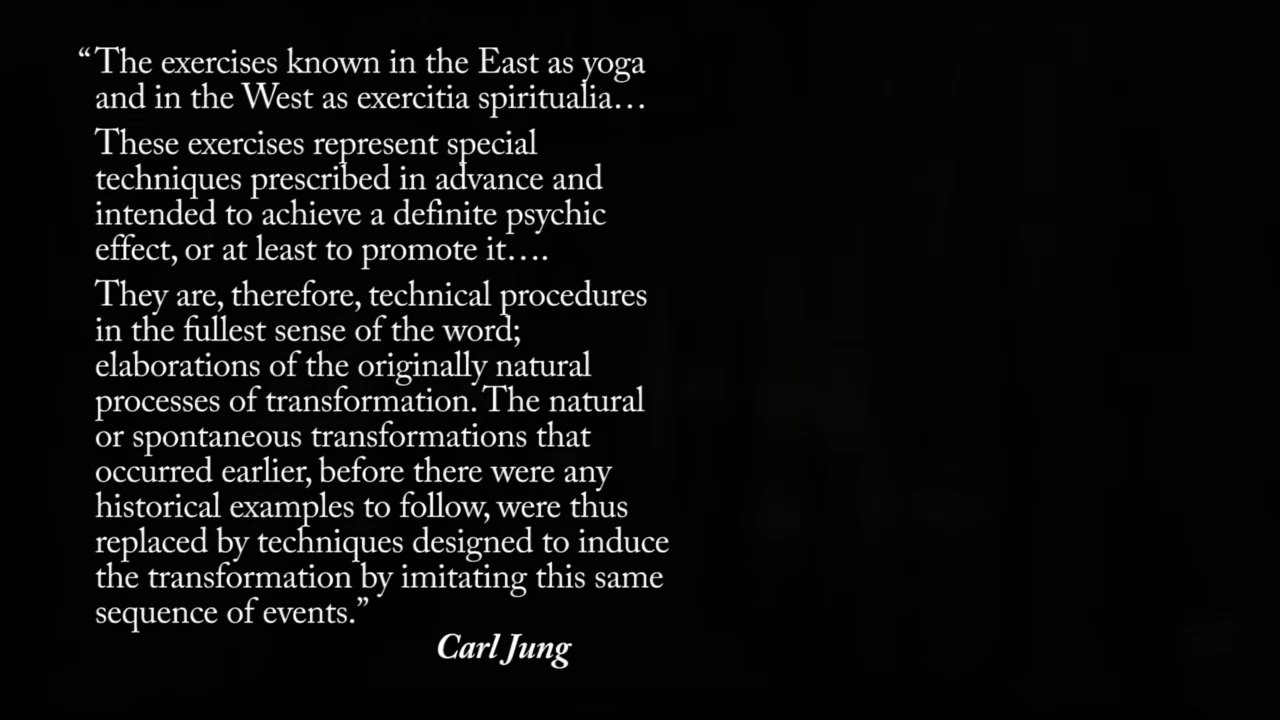 “The exercises known in the East as yoga
and in the West as exercitia spiritualia…
These exercises represent special
techniques prescribed in advance and
intended to achieve a definite psychic
effect, or at least to promote it….
They are, therefore, technical procedures
in the fullest sense of the word;
elaborations of the originally natural
processes of transformation. The natural
or spontaneous transformations that
occurred earlier, before there were any
historical examples to follow, were thus
replaced by techniques designed to induce
the transformation by imitating this same
sequence of events.”
Carl Jung